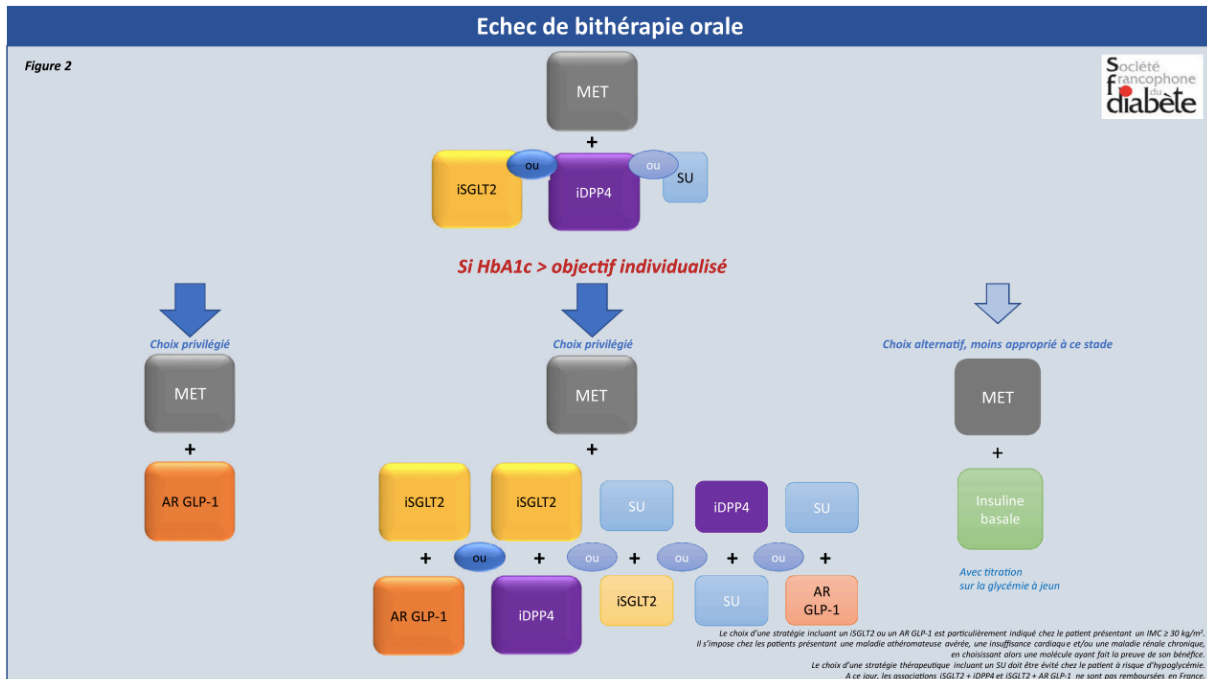 Echec de bithérapie orale
Figure 2
Société
francophone
du
diabète
MET
+
iSGLT2
ou
iDPP4
ou
SU
Si HbA1c > objectif individualisé
Choix privilégié
MET
+
AR GLP-1
Choix privilégié
MET
+
iSGLT2
iSGLT2
SU
iDPP4
SU
+
ou
+
ou
+
ou
+
ou
+
AR GLP-1
iDPP4
iSGLT2
SU
AR
GLP-1
Choix alternatif, moins approprié à ce stade
MET
+
Insuline
basale
Avec titration
sur la glycémie à jeun
Le choix d'une stratégie incluant un iSGLT2 ou un AR GLP-1 est particulièrement indiqué chez le patient présentant un IMC ≥ 30 kg/m².
Il s'impose chez les patients présentant une maladie athéromateuse avérée, une insuffisance cardiaque et/ou une maladie rénale chronique,
en choisissant alors une molécule ayant fait la preuve de son bénéfice.
Le choix d'une stratégie thérapeutique incluant un SU doit être évité chez le patient à risque d'hypoglycémie.
A ce jour, les associations iSGLT2 + iDPP4 et iSGLT2 + AR GLP-1 ne sont pas remboursées en France.